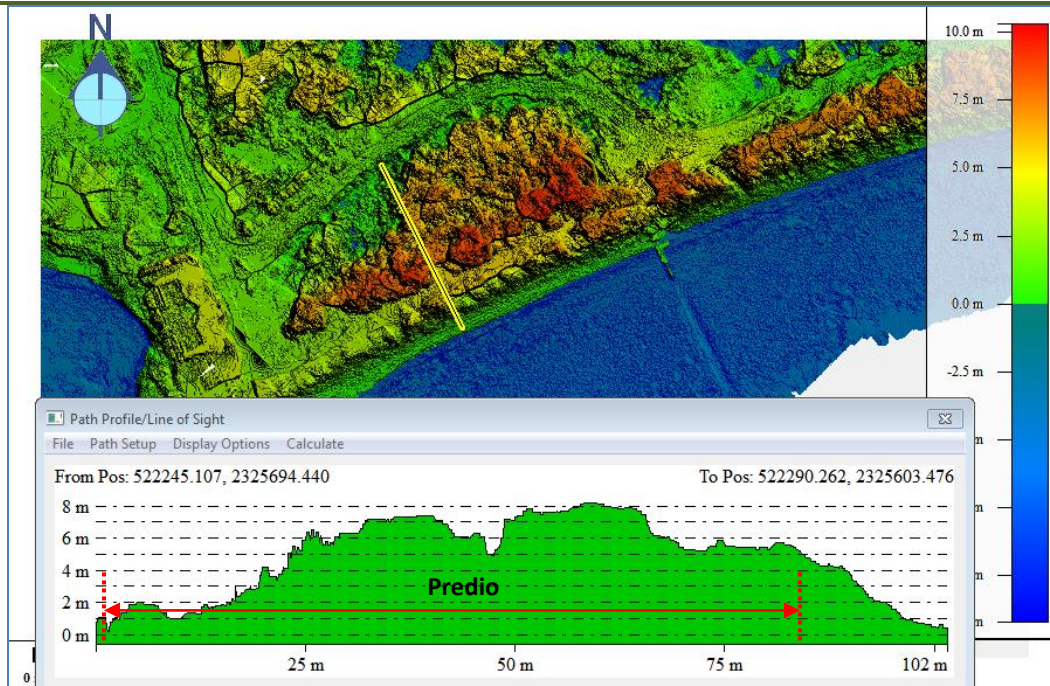 N
10.0 m
7.5 m
5.0 m
2.5 m
0.0 m
-2.5 m
Path Profile/Line of Sight
File Path Setup Display Options Calculate
From Pos: 522245.107, 2325694.440 To Pos: 522290.262, 2325603.476
8 m
6 m
4 m
2 m
0 m
Predio
25 m 50 m 75 m 102 m